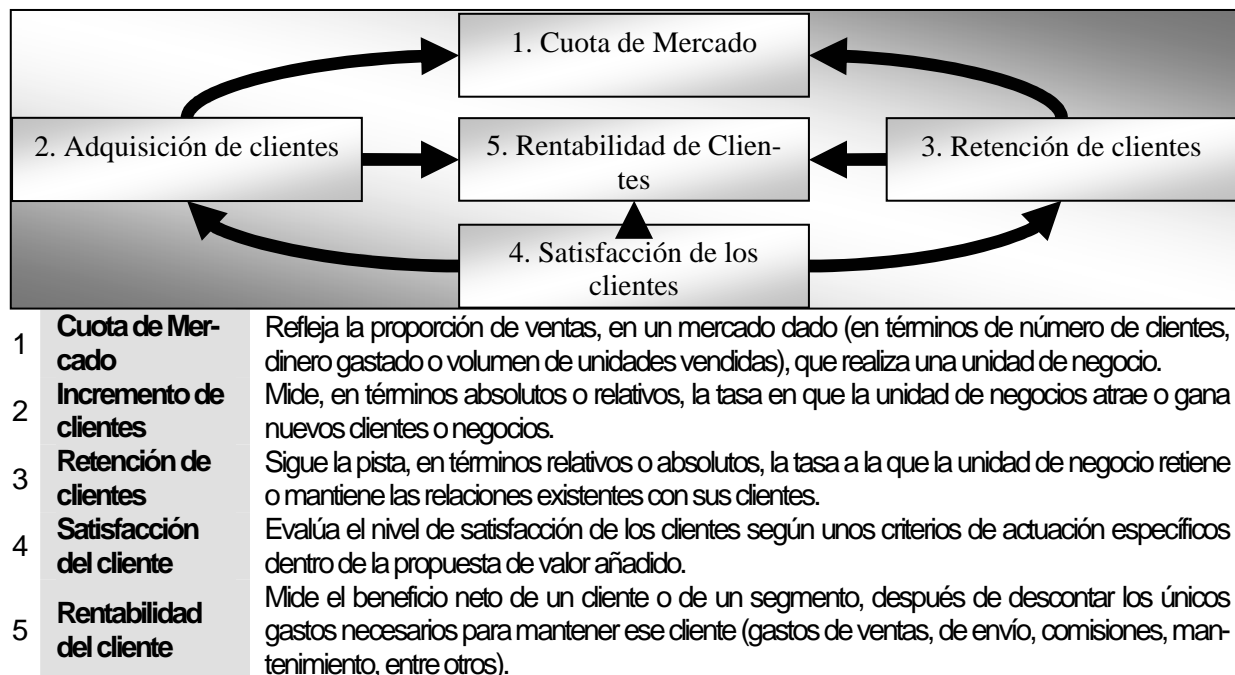 1. Cuota de Mercado
2. Adquisición de clientes
5. Rentabilidad de Clien-
tes
3. Retención de clientes
4. Satisfacción de los
clientes
1 Cuota de Mer-
cado
Refleja la proporción de ventas, en un mercado dado (en términos de número de clientes,
dinero gastado o volumen de unidades vendidas), que realiza una unidad de negocio.
2 Incremento de
clientes
Mide, en términos absolutos o relativos, la tasa en que la unidad de negocios atrae o gana
nuevos clientes o negocios.
3 Retención de
clientes
Sigue la pista, en términos relativos o absolutos, la tasa a la que la unidad de negocio retiene
o mantiene las relaciones existentes con sus clientes.
4 Satisfacción
del cliente
Evalúa el nivel de satisfacción de los clientes según unos criterios de actuación específicos
dentro de la propuesta de valor añadido.
5 Rentabilidad
del cliente
Mide el beneficio neto de un cliente o de un segmento, después de descontar los únicos
gastos necesarios para mantener ese cliente (gastos de ventas, de envío, comisiones, man-
tenimiento, entre otros).